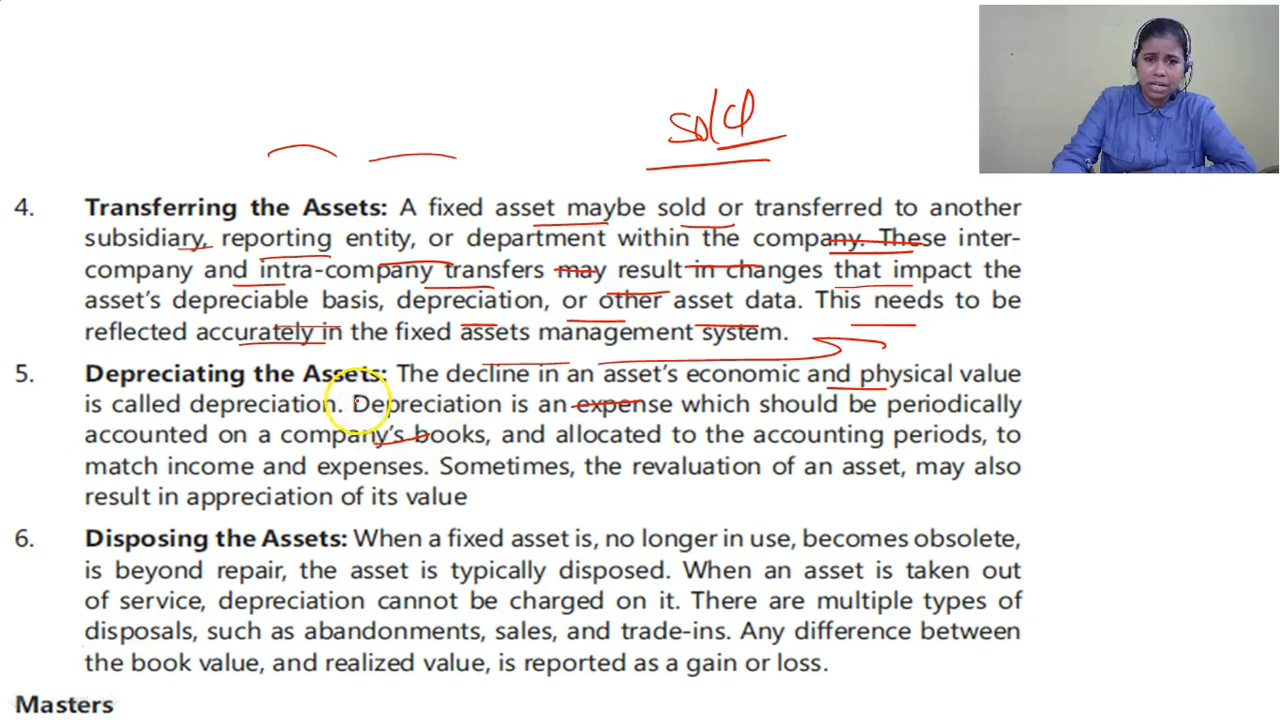 sold
4. Transferring the Assets: A fixed asset maybe sold or transferred to another
subsidiary, reporting entity, or department within the company. These inter-
company and intra-company transfers may result in changes that impact the
asset's depreciable basis, depreciation, or other asset data. This needs to be
reflected accurately in the fixed assets management system.
5. Depreciating the Assets: The decline in an asset's economic and physical value
is called depreciation. Depreciation is an expense which should be periodically
accounted on a company's books, and allocated to the accounting periods, to
match income and expenses. Sometimes, the revaluation of an asset, may also
result in appreciation of its value
6. Disposing the Assets: When a fixed asset is, no longer in use, becomes obsolete,
is beyond repair, the asset is typically disposed. When an asset is taken out
of service, depreciation cannot be charged on it. There are multiple types of
disposals, such as abandonments, sales, and trade-ins. Any difference between
the book value, and realized value, is reported as a gain or loss.
Masters